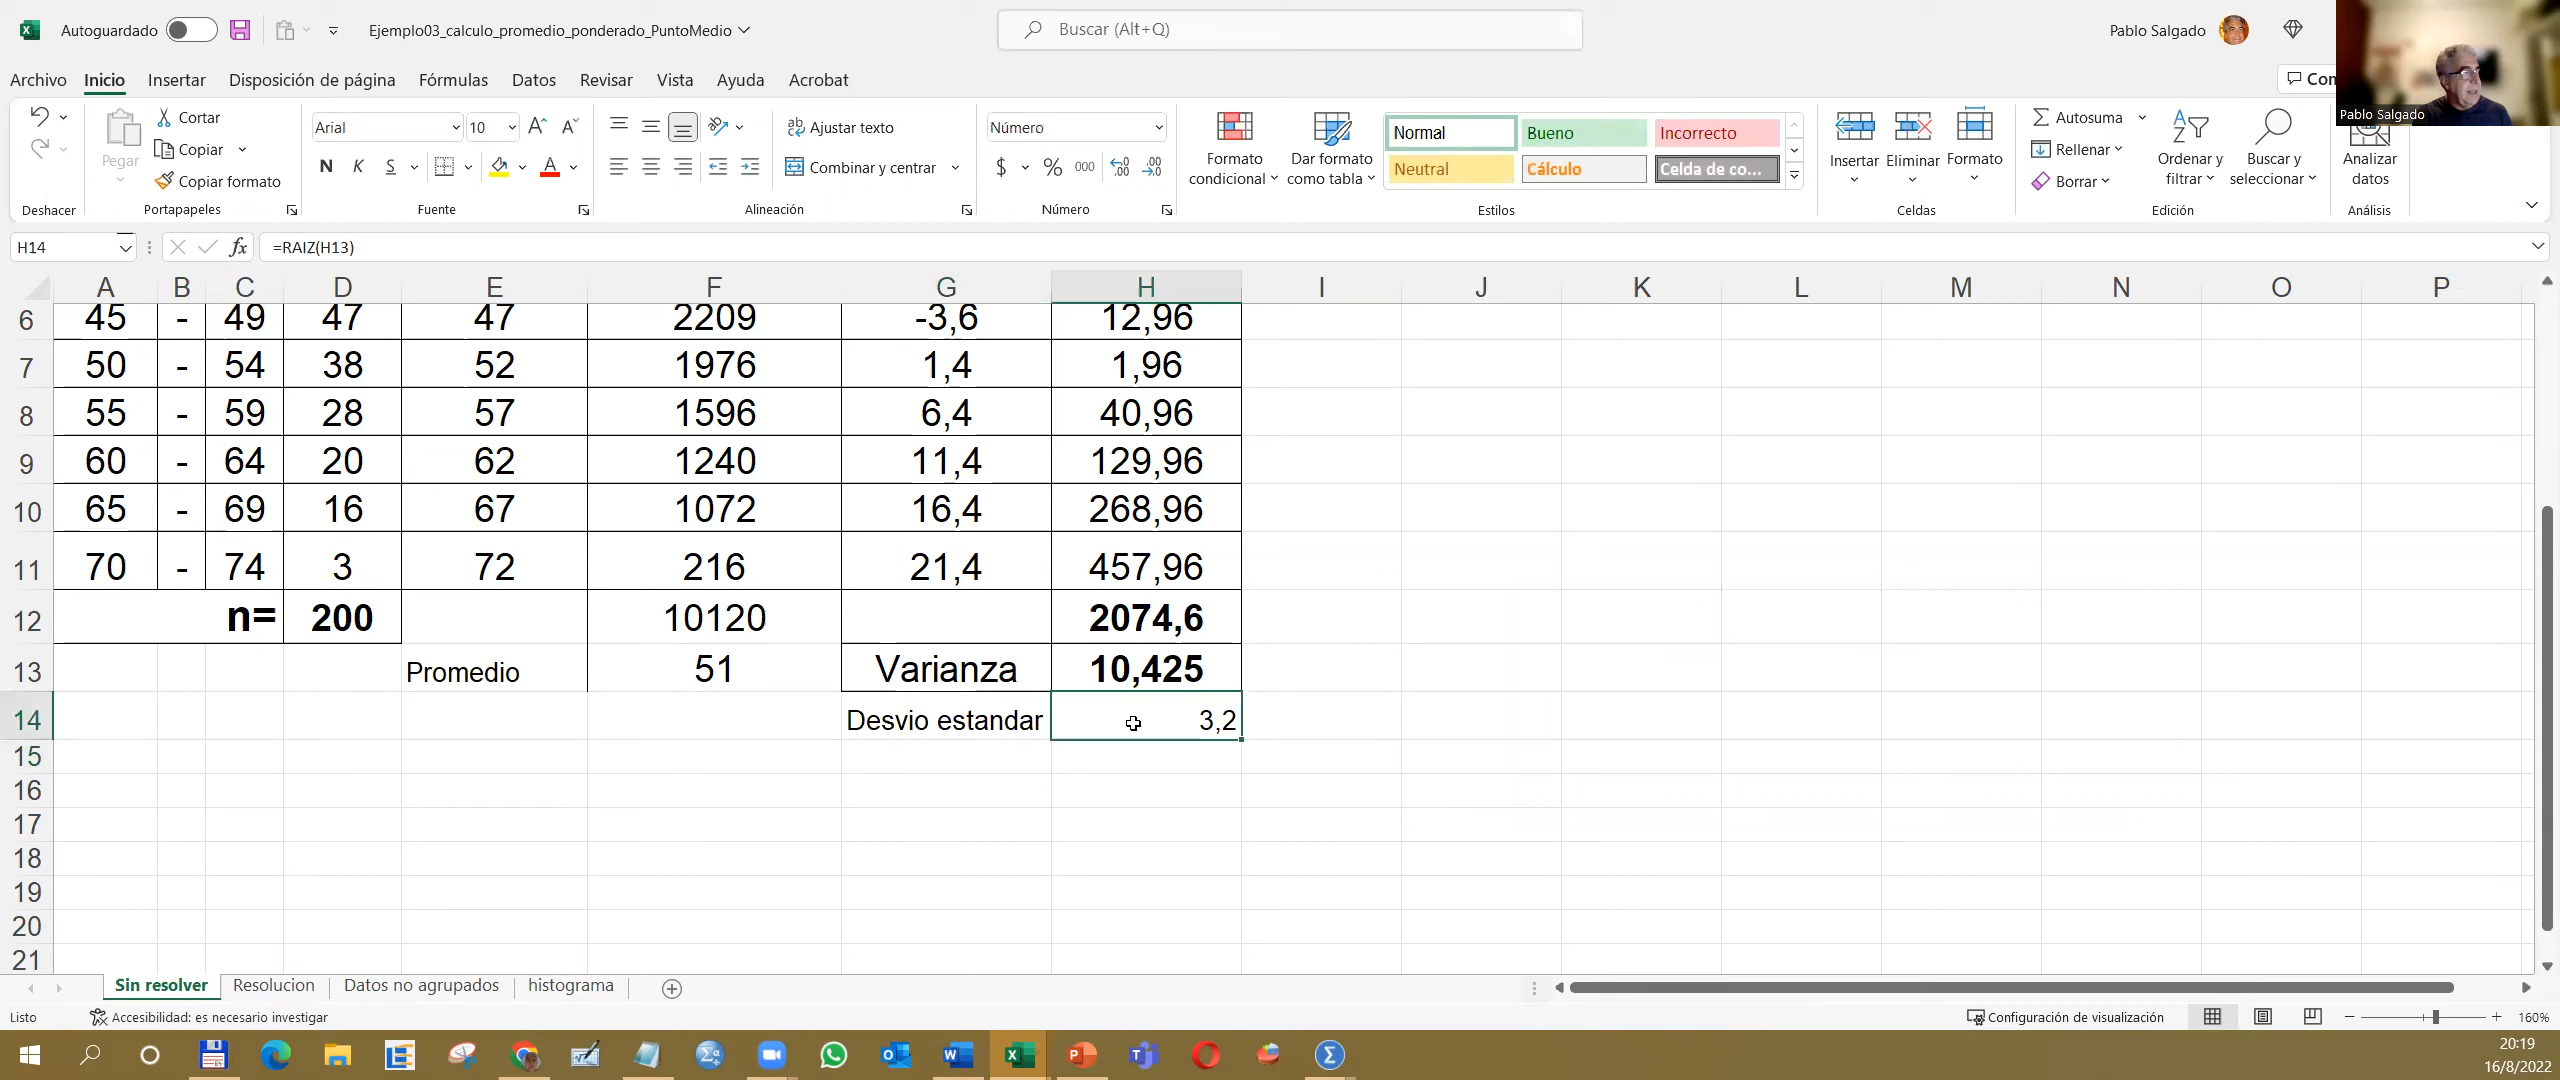 Autoguardado
Ejemplo03_calculo_promedio_ponderado_PuntoMedio
Buscar (Alt+Q)
Pablo Salgado
Archivo Inicio Insertar Disposición de página Fórmulas Datos Revisar Vista Ayuda Acrobat
Con
Pablo Salgado
Pegar
Cortar
Copiar
Copiar formato
Arial 10
N K S
Ajustar texto
Combinar y centrar
Número
$ % 000
Formato condicional
Dar formato como tabla
Normal Bueno Incorrecto
Neutral Cálculo Celda de co...
Insertar Eliminar Formato
Autosuma
Rellenar
Borrar
Ordenar y filtrar
Buscar y seleccionar
Analizar datos
Deshacer Portapapeles Fuente Alineación Número Estilos Celdas Edición Análisis
H14 fx =RAIZ(H13)
A B C D E F G H I J K L M N O P
6 45 - 49 47 47 2209 -3,6 12,96
7 50 - 54 38 52 1976 1,4 1,96
8 55 - 59 28 57 1596 6,4 40,96
9 60 - 64 20 62 1240 11,4 129,96
10 65 - 69 16 67 1072 16,4 268,96
11 70 - 74 3 72 216 21,4 457,96
12 n= 200 10120 2074,6
13 Promedio 51 Varianza 10,425
14 Desvio estandar 3,2
15
16
17
18
19
20
21
Sin resolver Resolucion Datos no agrupados histograma
Listo Accesibilidad: es necesario investigar Configuración de visualización 160%
20:19
16/8/2022